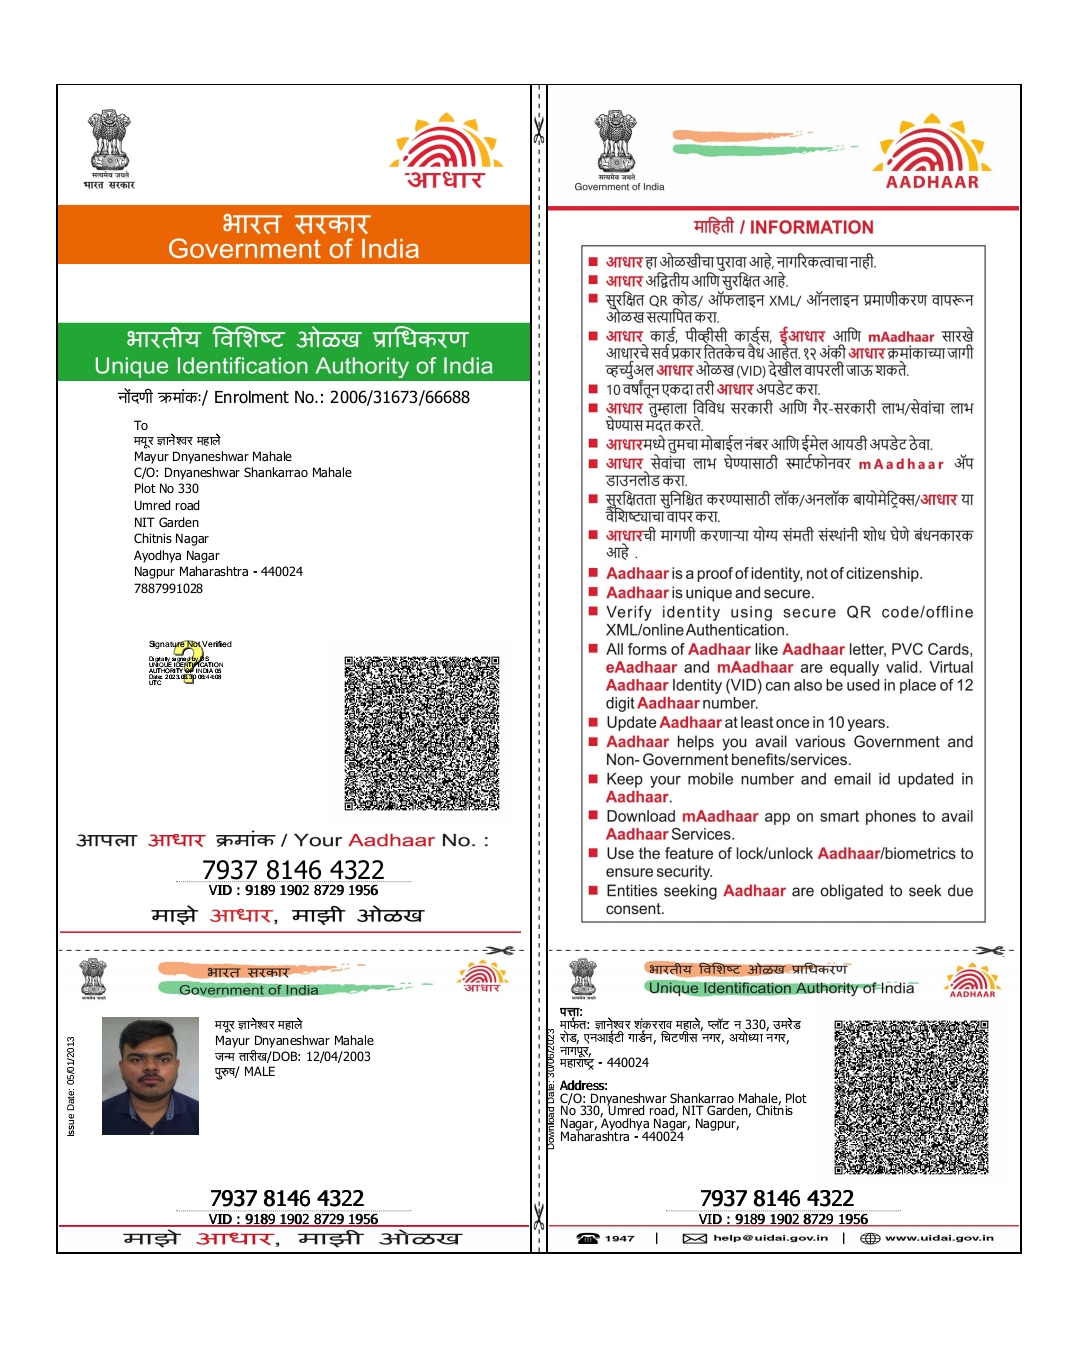 सत्यमेव जयते
भारत सरकार
आधार
भारत सरकार
Government of India
भारतीय विशिष्ट ओळख प्राधिकरण
Unique Identification Authority of India
नोंदणी क्रमांकः/ Enrolment No.: 2006/31673/66688
To
मयूर ज्ञानेश्वर महाले
Mayur Dnyaneshwar Mahale
C/O: Dnyaneshwar Shankarrao Mahale
Plot No 330
Umred road
NIT Garden
Chitnis Nagar
Ayodhya Nagar
Nagpur Maharashtra - 440024
7887991028
Signature Not Verified
Digitally signed by DS
UNIQUE IDENTIFICATION
AUTHORITY OF INDIA 05
Date: 2023.06.30 06:44:08
UTC
आपला आधार क्रमांक / Your Aadhaar No. :
7937 8146 4322
VID : 9189 1902 8729 1956
माझे आधार, माझी ओळख
सत्यमेव जयते
Government of India
AADHAAR
माहिती / INFORMATION
आधार हा ओळखीचा पुरावा आहे, नागरिकत्वाचा नाही.
आधार अद्वितीय आणि सुरक्षित आहे.
सुरक्षित QR कोड/ ऑफलाइन XML/ ऑनलाइन प्रमाणीकरण वापरून
ओळख सत्यापित करा.
आधार कार्ड, पीव्हीसी कार्ड्स, ईआधार आणि mAadhaar सारखे
आधारचे सर्व प्रकार तितकेच वैध आहेत. १२ अंकी आधार क्रमांकाच्या जागी
व्हर्च्युअल आधार ओळख (VID) देखील वापरली जाऊ शकते.
10 वर्षांतून एकदा तरी आधार अपडेट करा.
आधार तुम्हाला विविध सरकारी आणि गैर-सरकारी लाभ/सेवांचा लाभ
घेण्यास मदत करते.
आधारमध्ये तुमचा मोबाईल नंबर आणि ईमेल आयडी अपडेट ठेवा.
आधार सेवांचा लाभ घेण्यासाठी स्मार्टफोनवर mAadhaar ॲप
डाउनलोड करा.
सुरक्षितता सुनिश्चित करण्यासाठी लॉक/अनलॉक बायोमेट्रिक्स/आधार या
वैशिष्ट्याचा वापर करा.
आधारची मागणी करणाऱ्या योग्य संमती संस्थांनी शोध घेणे बंधनकारक
आहे .
Aadhaar is a proof of identity, not of citizenship.
Aadhaar is unique and secure.
Verify identity using secure QR code/offline
XML/online Authentication.
All forms of Aadhaar like Aadhaar letter, PVC Cards,
eAadhaar and mAadhaar are equally valid. Virtual
Aadhaar Identity (VID) can also be used in place of 12
digit Aadhaar number.
Update Aadhaar at least once in 10 years.
Aadhaar helps you avail various Government and
Non- Government benefits/services.
Keep your mobile number and email id updated in
Aadhaar.
Download mAadhaar app on smart phones to avail
Aadhaar Services.
Use the feature of lock/unlock Aadhaar/biometrics to
ensure security.
Entities seeking Aadhaar are obligated to seek due
consent.
भारत सरकार
Government of India
आधार
Issue Date: 05/01/2013
मयूर ज्ञानेश्वर महाले
Mayur Dnyaneshwar Mahale
जन्म तारीख/DOB: 12/04/2003
पुरुष/ MALE
7937 8146 4322
VID : 9189 1902 8729 1956
माझे आधार, माझी ओळख
भारतीय विशिष्ट ओळख प्राधिकरण
Unique Identification Authority of India
AADHAAR
Download Date: 30/06/2023
पत्ता:
मार्फत: ज्ञानेश्वर शंकरराव महाले, प्लॉट न 330, उमरेड
रोड, एनआईटी गार्डन, चिटणीस नगर, अयोध्या नगर,
नागपूर,
महाराष्ट्र - 440024
Address:
C/O: Dnyaneshwar Shankarrao Mahale, Plot
No 330, Umred road, NIT Garden, Chitnis
Nagar, Ayodhya Nagar, Nagpur,
Maharashtra - 440024
7937 8146 4322
VID : 9189 1902 8729 1956
1947 | help@uidai.gov.in | www.uidai.gov.in